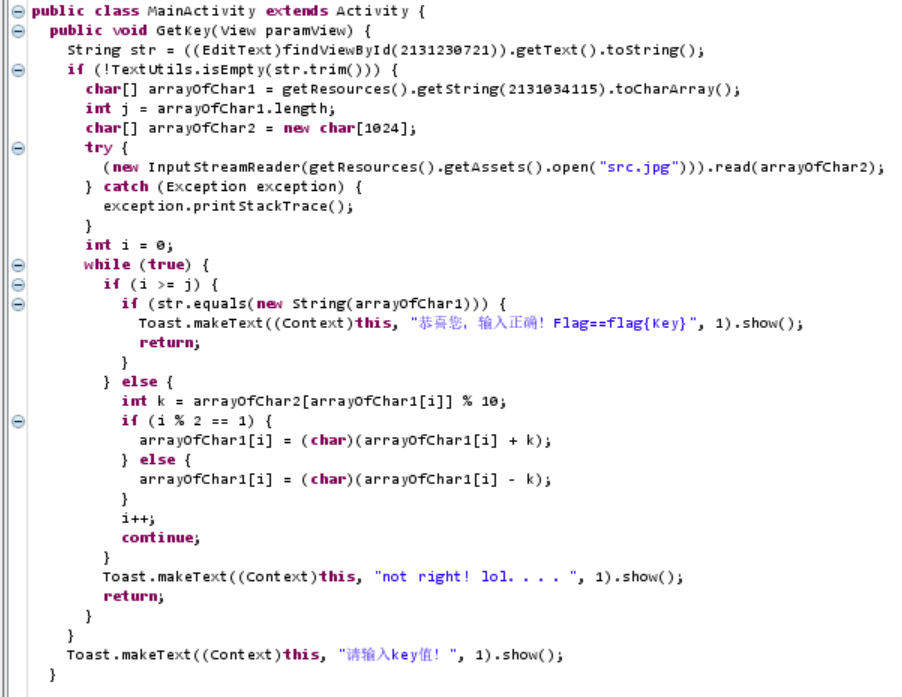 public class MainActivity extends Activity {
public void GetKey(View paramView) {
String str = ((EditText)findViewById(2131230721)).getText().toString();
if (!TextUtils.isEmpty(str.trim())) {
char[] arrayOfChar1 = getResources().getString(2131034115).toCharArray();
int j = arrayOfChar1.length;
char[] arrayOfChar2 = new char[1024];
try {
(new InputStreamReader(getResources().getAssets().open("src.jpg"))).read(arrayOfChar2);
} catch (Exception exception) {
exception.printStackTrace();
}
int i = 0;
while (true) {
if (i >= j) {
if (str.equals(new String(arrayOfChar1))) {
Toast.makeText((Context)this, "恭喜您，输入正确！Flag==flag{Key}", 1).show();
return;
}
} else {
int k = arrayOfChar2[arrayOfChar1[i]] % 10;
if (i % 2 == 1) {
arrayOfChar1[i] = (char)(arrayOfChar1[i] + k);
} else {
arrayOfChar1[i] = (char)(arrayOfChar1[i] - k);
}
i++;
continue;
}
Toast.makeText((Context)this, "not right! lol. . . . ", 1).show();
return;
}
}
Toast.makeText((Context)this, "请输入key值！", 1).show();
}